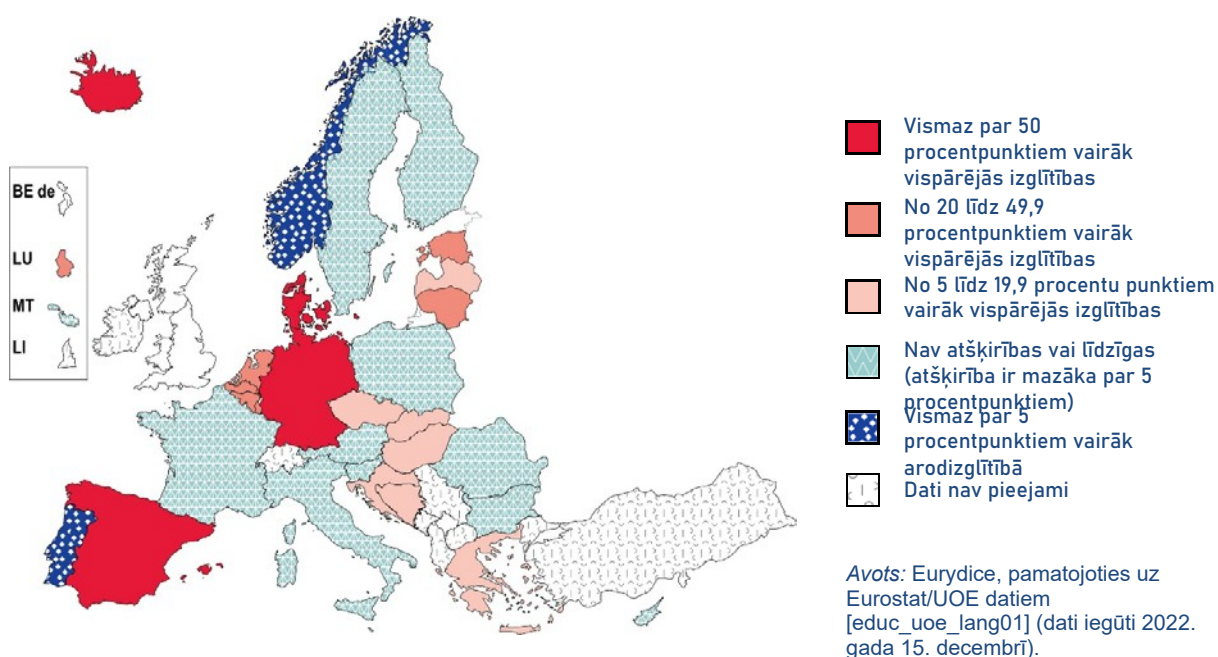 BE de
LU
MT
LI
Vismaz par 50
procentpunktiem vairāk
vispārējās izglītības
No 20 līdz 49,9
procentpunktiem vairāk
vispārējās izglītības
No 5 līdz 19,9 procentu punktiem
vairāk vispārējās izglītības
Nav atšķirības vai līdzīgas
(atšķirība ir mazāka par 5
procentpunktiem)
Vismaz par 5
procentpunktiem vairāk
arodizglītībā
Dati nav pieejami
Avots: Eurydice, pamatojoties uz
Eurostat/UOE datiem
[educ_uoe_lang01] (dati iegūti 2022.
gada 15. decembrī).